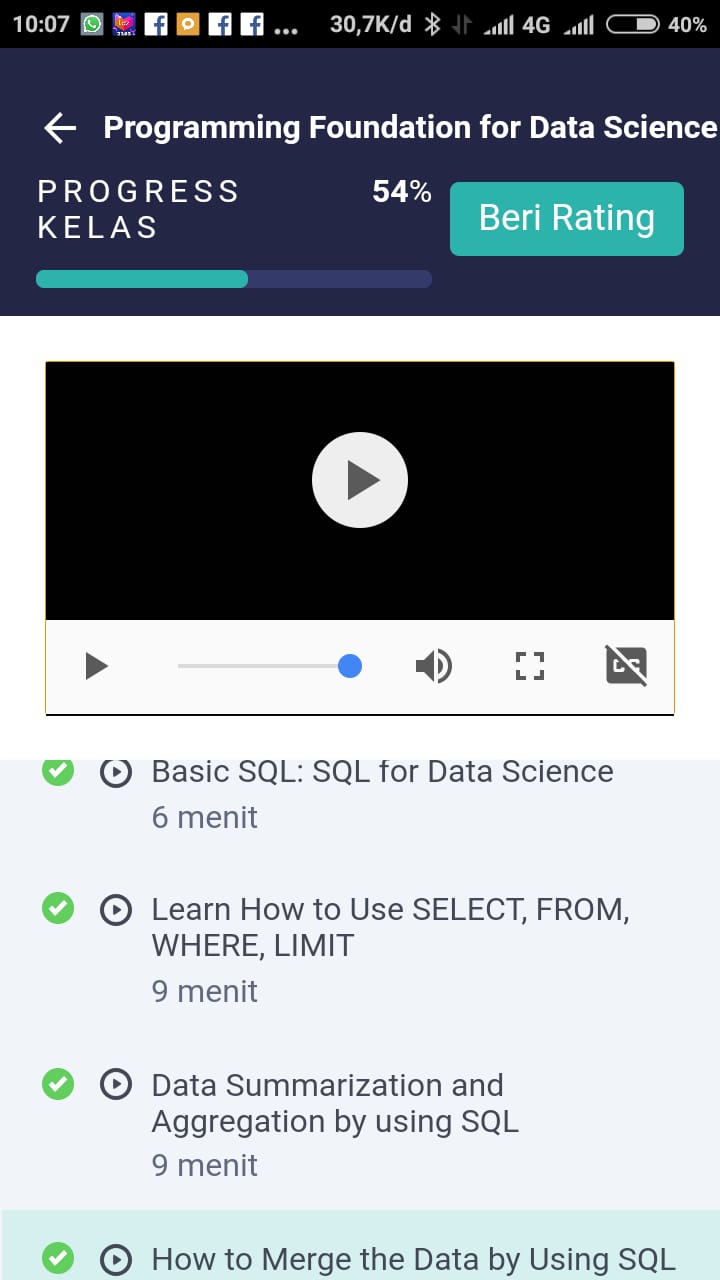 10:07 ... 30,7K/d 4G 40%
Programming Foundation for Data Science
PROGRESS 54%
KELAS
Beri Rating
CC
Basic SQL: SQL for Data Science
6 menit
Learn How to Use SELECT, FROM,
WHERE, LIMIT
9 menit
Data Summarization and
Aggregation by using SQL
9 menit
How to Merge the Data by Using SQL